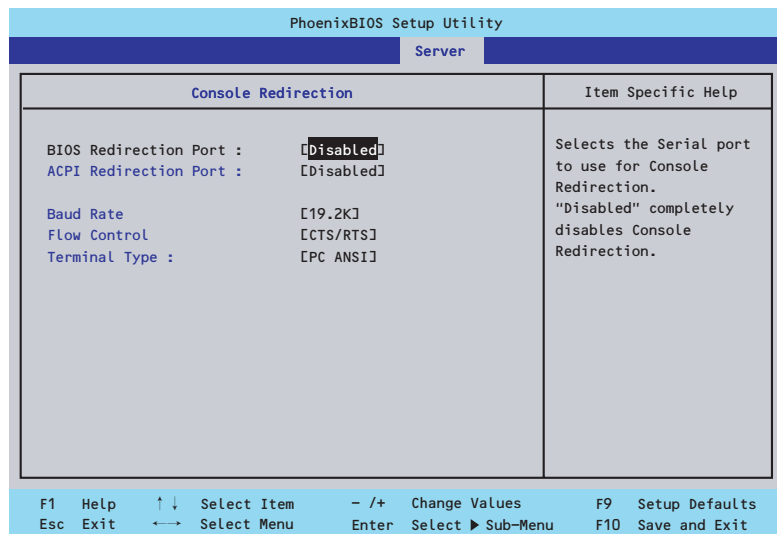 PhoenixBIOS Setup Utility
Server
Console Redirection
BIOS Redirection Port : [Disabled]
ACPI Redirection Port : [Disabled]
Baud Rate [19.2K]
Flow Control [CTS/RTS]
Terminal Type : [PC ANSI]
Item Specific Help
Selects the Serial port
to use for Console
Redirection.
"Disabled" completely
disables Console
Redirection.
F1 Help ↑↓ Select Item – /+ Change Values F9 Setup Defaults
Esc Exit ←→ Select Menu Enter Select ▶ Sub-Menu F10 Save and Exit